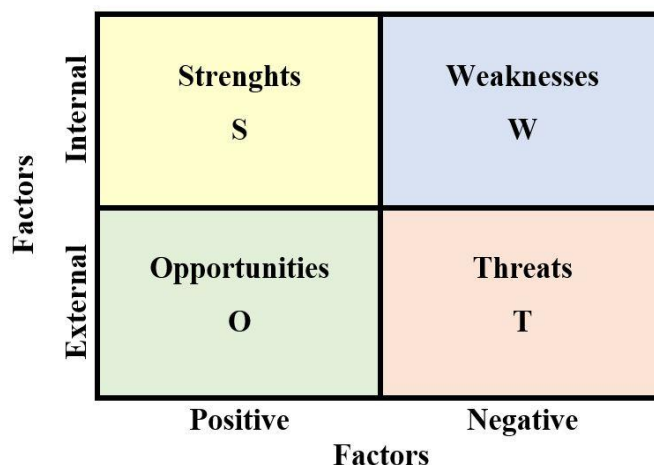 Factors
Internal
Strenghts
S
Weaknesses
W
External
Opportunities
O
Threats
T
Positive
Negative
Factors